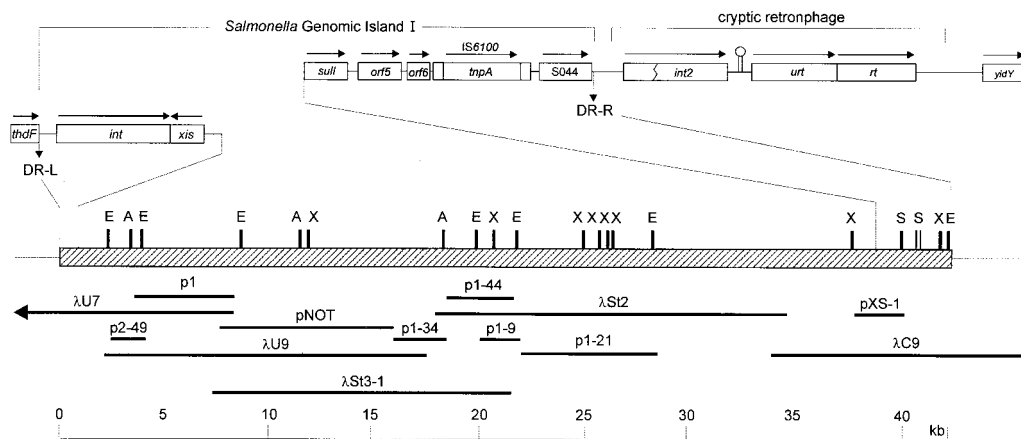 Salmonella Genomic Island I
cryptic retronphage
IS6100
sulI orf5 orf6 tnpA S044 int2 urt rt yidY
DR-R
thdF int xis
DR-L
E A E E A X A E X E X X X X E X S S X E
p1 p1-44
λU7 λSt2
pNOT pXS-1
p2-49 p1-34 p1-9
λU9 p1-21 λC9
λSt3-1
0 5 10 15 20 25 30 35 40 kb